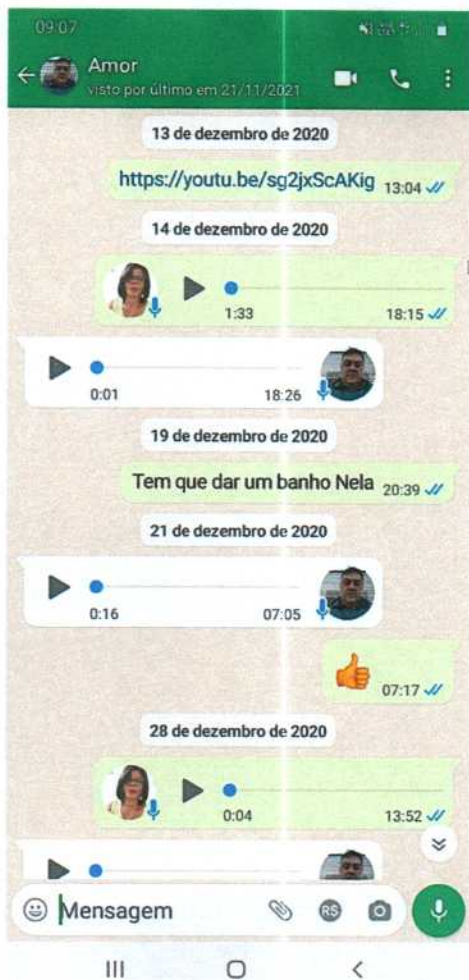 09:07
Amor
visto por último em 21/11/2021
13 de dezembro de 2020
https://youtu.be/sg2jxScAKig 13:04
14 de dezembro de 2020
1:33 18:15
0:01 18:26
19 de dezembro de 2020
Tem que dar um banho Nela 20:39
21 de dezembro de 2020
0:16 07:05
07:17
28 de dezembro de 2020
0:04 13:52
Mensagem R$